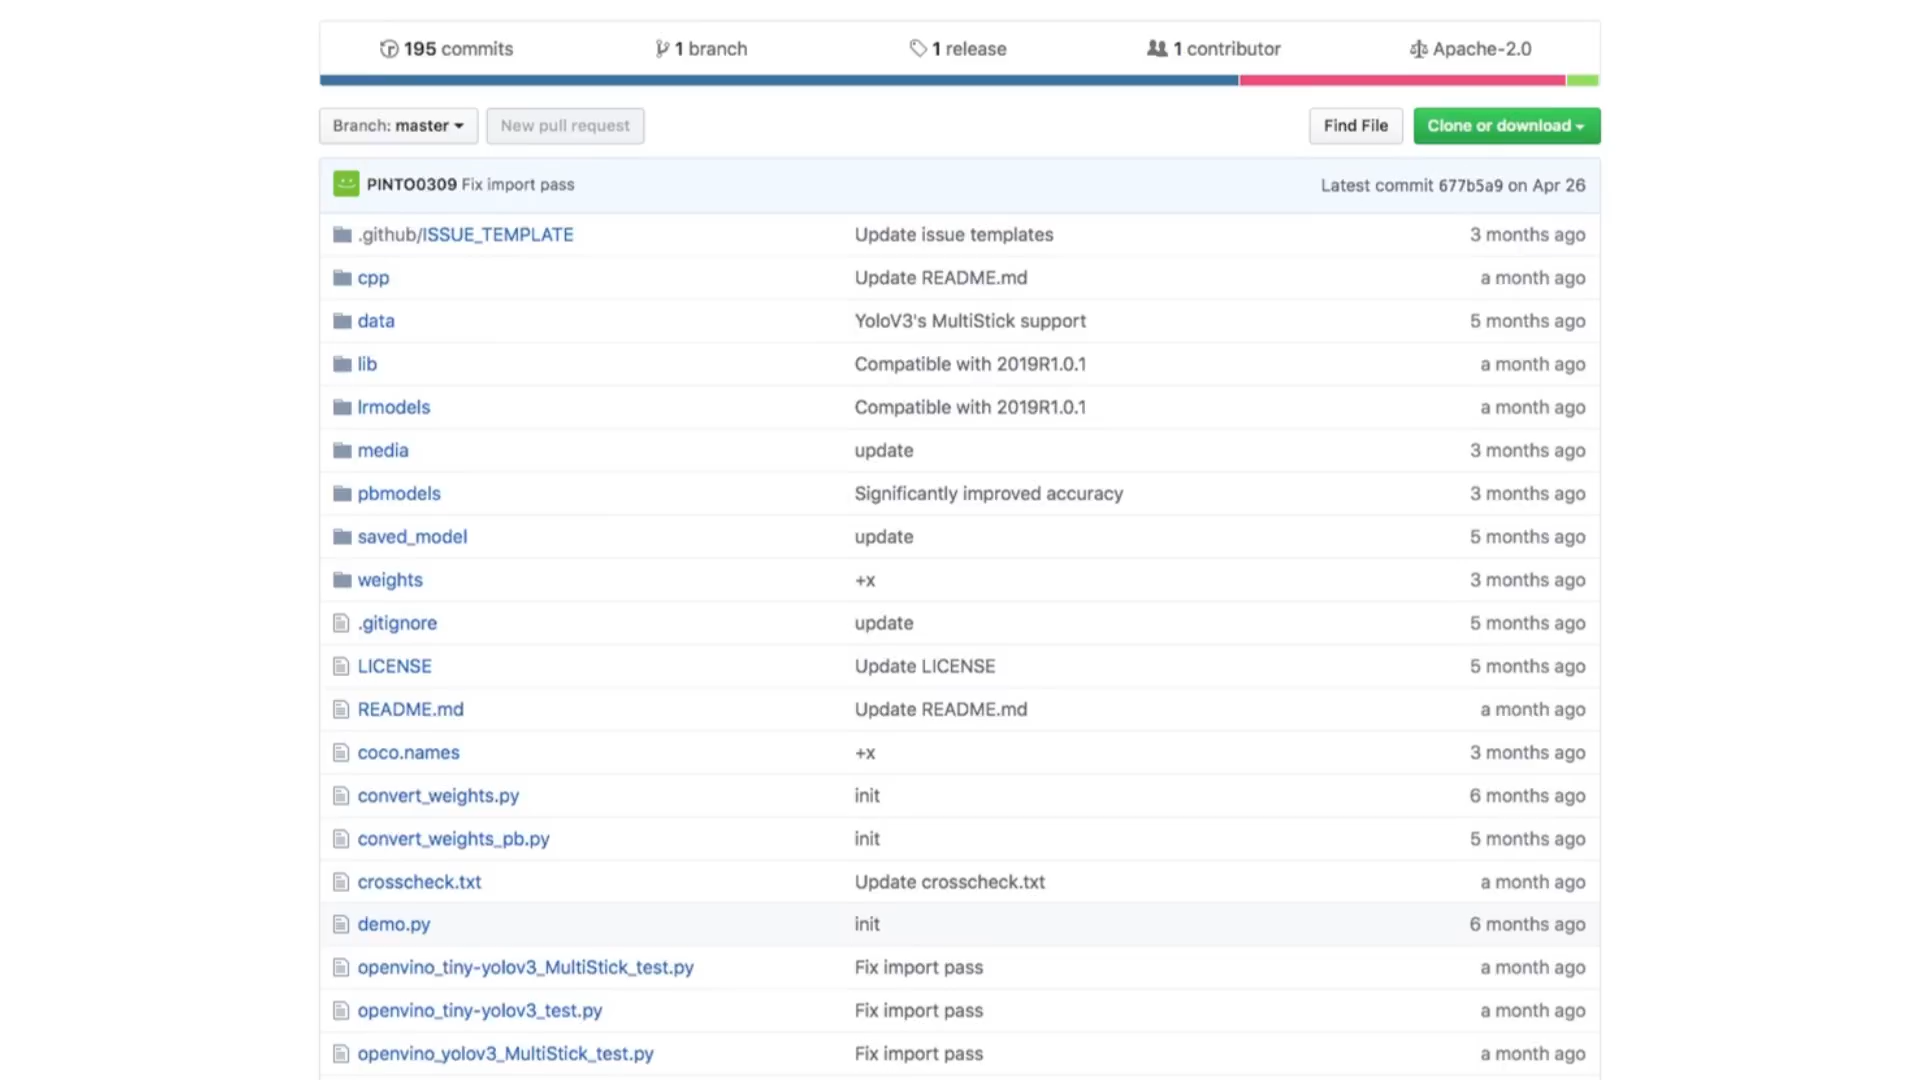 195 commits 1 branch 1 release 1 contributor Apache-2.0
Branch: master New pull request Find File Clone or download
PINTO0309 Fix import pass Latest commit 677b5a9 on Apr 26
.github/ISSUE_TEMPLATE Update issue templates 3 months ago
cpp Update README.md a month ago
data YoloV3's MultiStick support 5 months ago
lib Compatible with 2019R1.0.1 a month ago
lrmodels Compatible with 2019R1.0.1 a month ago
media update 3 months ago
pbmodels Significantly improved accuracy 3 months ago
saved_model update 5 months ago
weights +x 3 months ago
.gitignore update 5 months ago
LICENSE Update LICENSE 5 months ago
README.md Update README.md a month ago
coco.names +x 3 months ago
convert_weights.py init 6 months ago
convert_weights_pb.py init 5 months ago
crosscheck.txt Update crosscheck.txt a month ago
demo.py init 6 months ago
openvino_tiny-yolov3_MultiStick_test.py Fix import pass a month ago
openvino_tiny-yolov3_test.py Fix import pass a month ago
openvino_yolov3_MultiStick_test.py Fix import pass a month ago